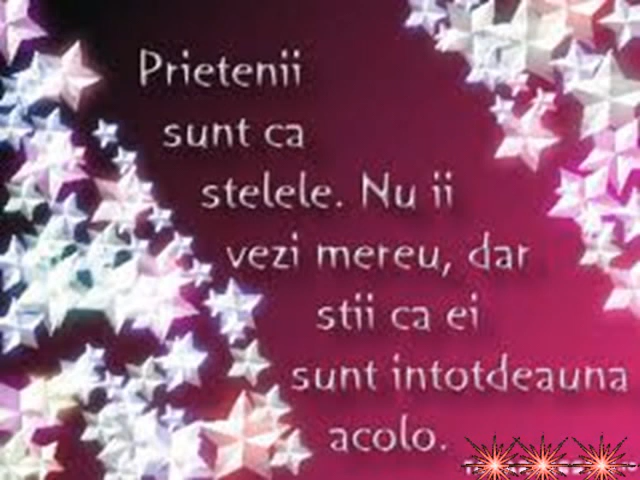 Prietenii
sunt ca
stelele. Nu ii
vezi mereu, dar
stii ca ei
sunt intotdeauna
acolo.